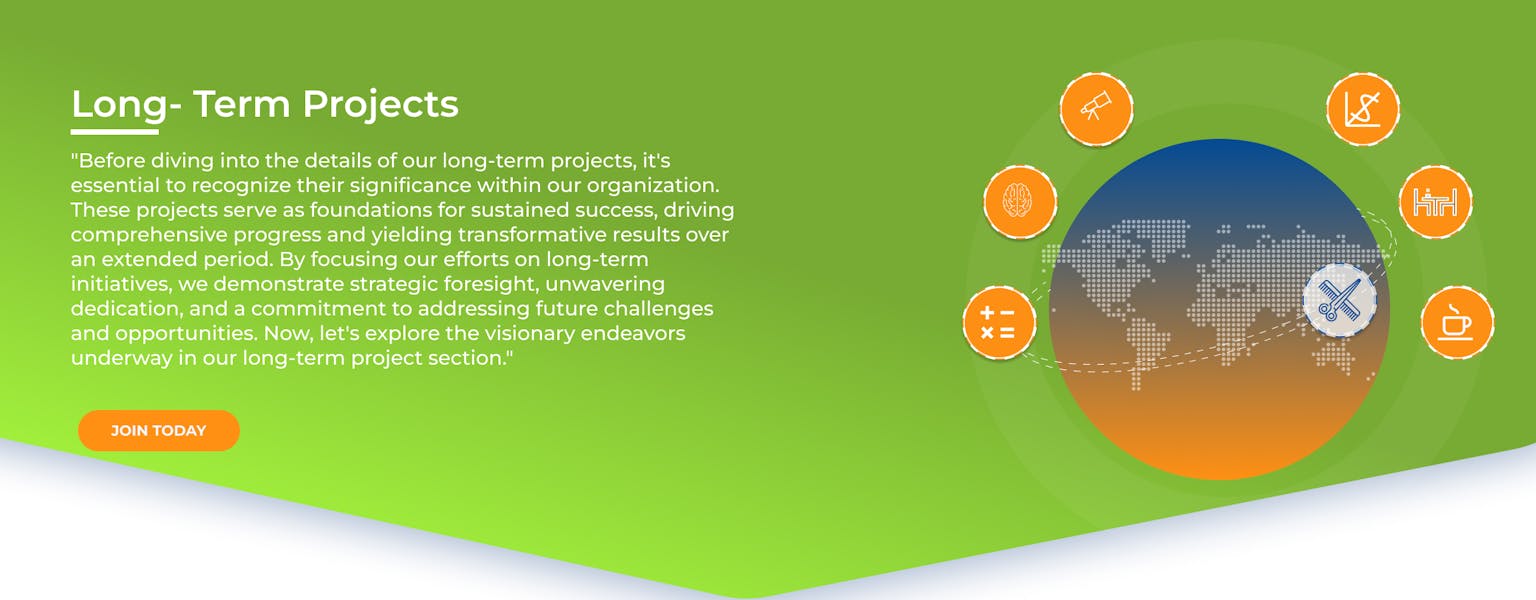 Long- Term Projects
"Before diving into the details of our long-term projects, it's
essential to recognize their significance within our organization.
These projects serve as foundations for sustained success, driving
comprehensive progress and yielding transformative results over
an extended period. By focusing our efforts on long-term
initiatives, we demonstrate strategic foresight, unwavering
dedication, and a commitment to addressing future challenges
and opportunities. Now, let's explore the visionary endeavors
underway in our long-term project section."
JOIN TODAY